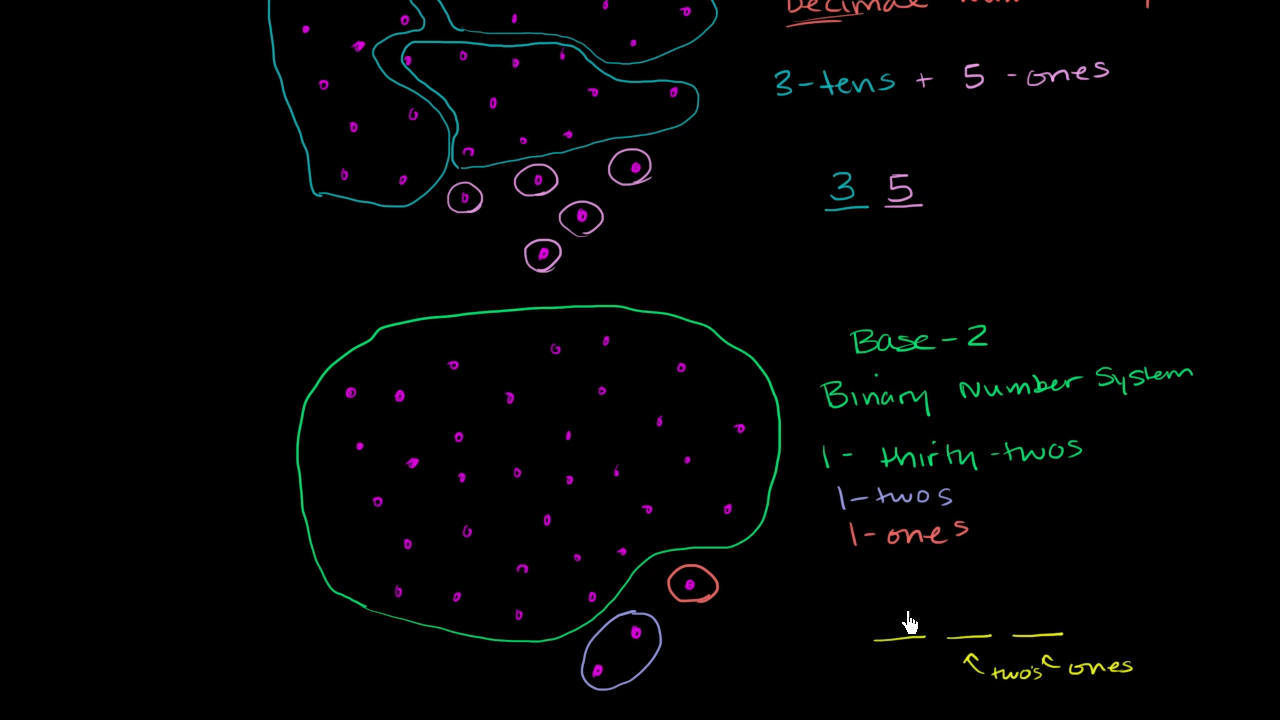 Decimal
3-tens + 5-ones
3 5
Base-2
Binary Number System
1- thirty-twos
1-twos
1-ones
two's ones